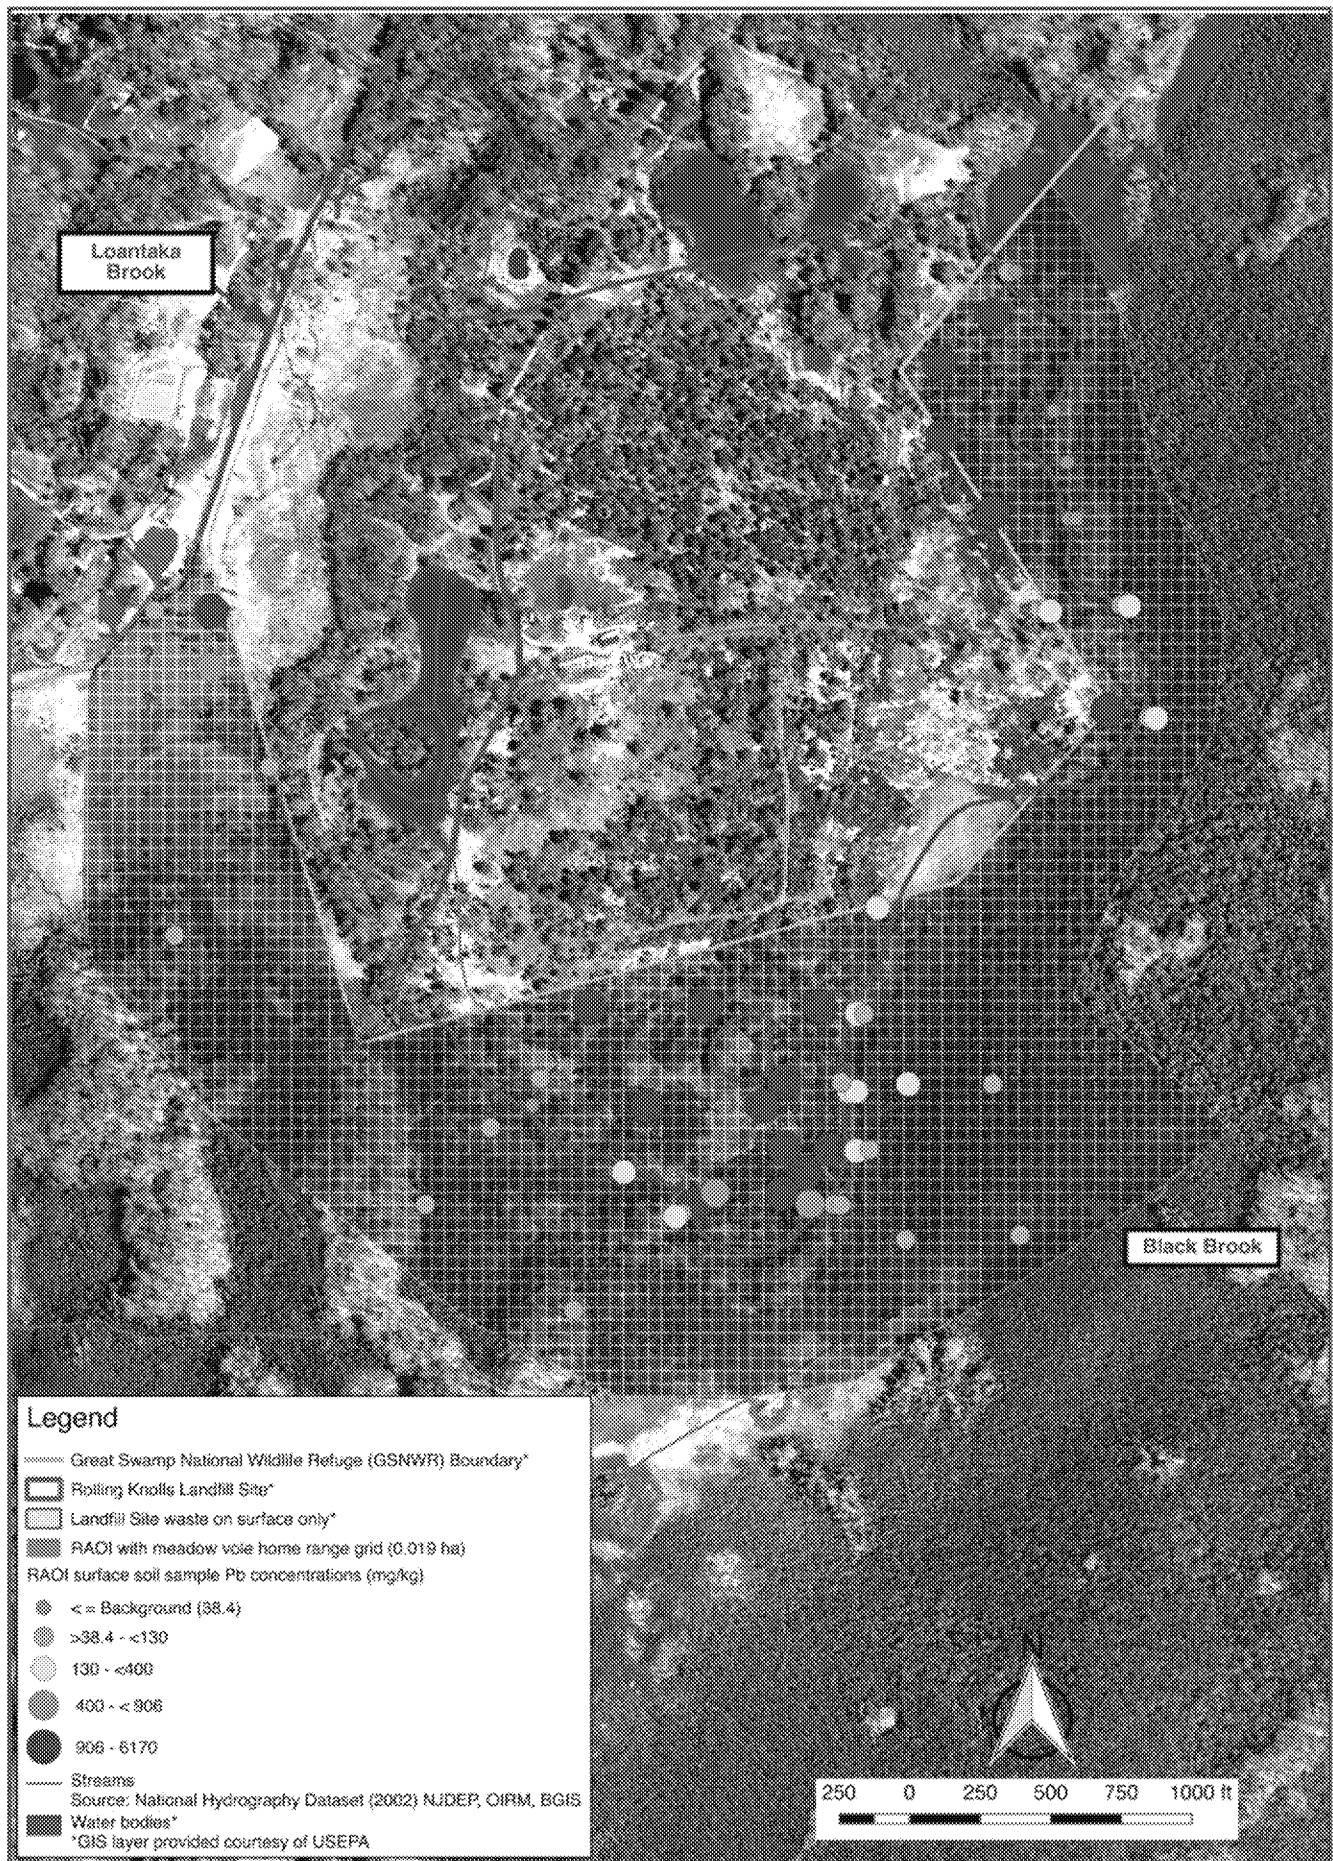 Loantaka
Brook
Black Brook
Legend
Great Swamp National Wildlife Refuge (GSNWR) Boundary*
Rolling Knolls Landfill Site*
Landfill Site waste on surface only*
RAOI with meadow vole home range grid (0.019 ha)
RAOI surface soil sample Pb concentrations (mg/kg)
< = Background (38.4)
>38.4 - <130
130 - <400
400 - < 906
906 - 6170
Streams
Source: National Hydrography Dataset (2002) NJDEP, OIRM, BGIS
Water bodies*
*GIS layer provided courtesy of USEPA
N
250 0 250 500 750 1000 ft